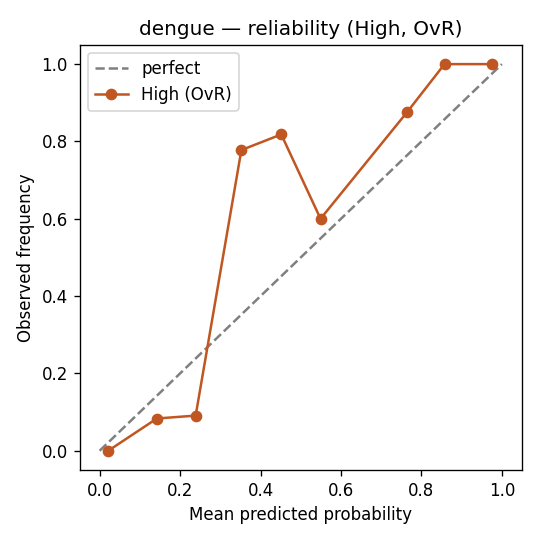 dengue — reliability (High, OvR)
perfect
High (OvR)
1.0
0.8
0.6
0.4
0.2
0.0
Observed frequency
0.0 0.2 0.4 0.6 0.8 1.0
Mean predicted probability